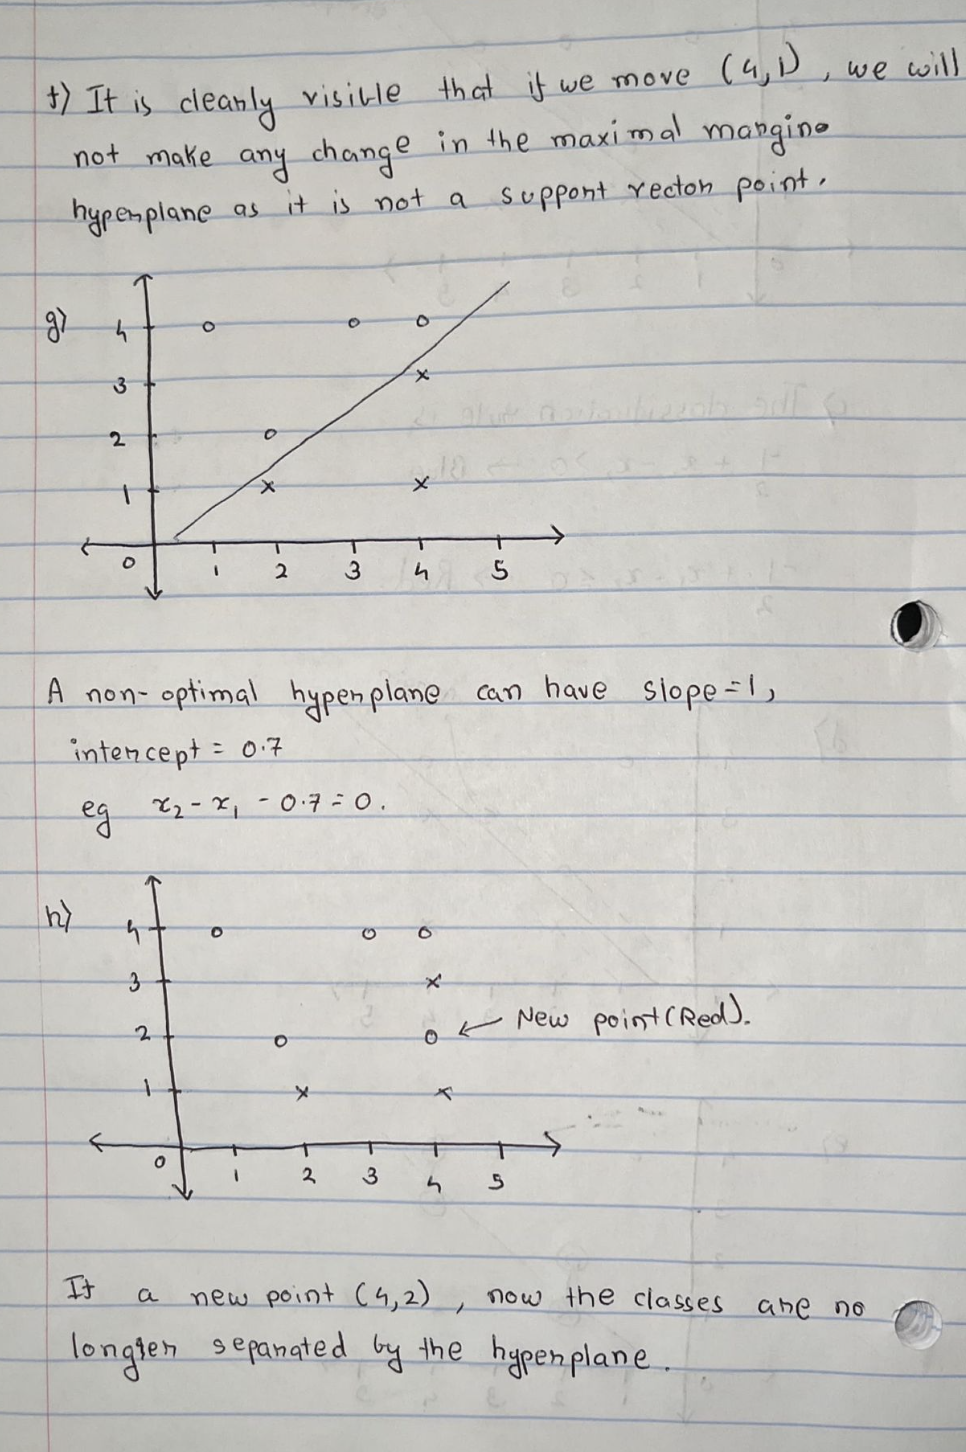 f) It is clearly visible that if we move (4,1), we will
not make any change in the maximal margin
hyperplane as it is not a support vector point.
g)
4
3
2
1
0 1 2 3 4 5
A non-optimal hyperplane can have slope=1,
intercept = 0.7
eg x₂ - x₁ - 0.7 = 0.
h)
4
3
2 ← New point(Red).
1
0 1 2 3 4 5
If a new point (4,2), now the classes are no
longer separated by the hyperplane.